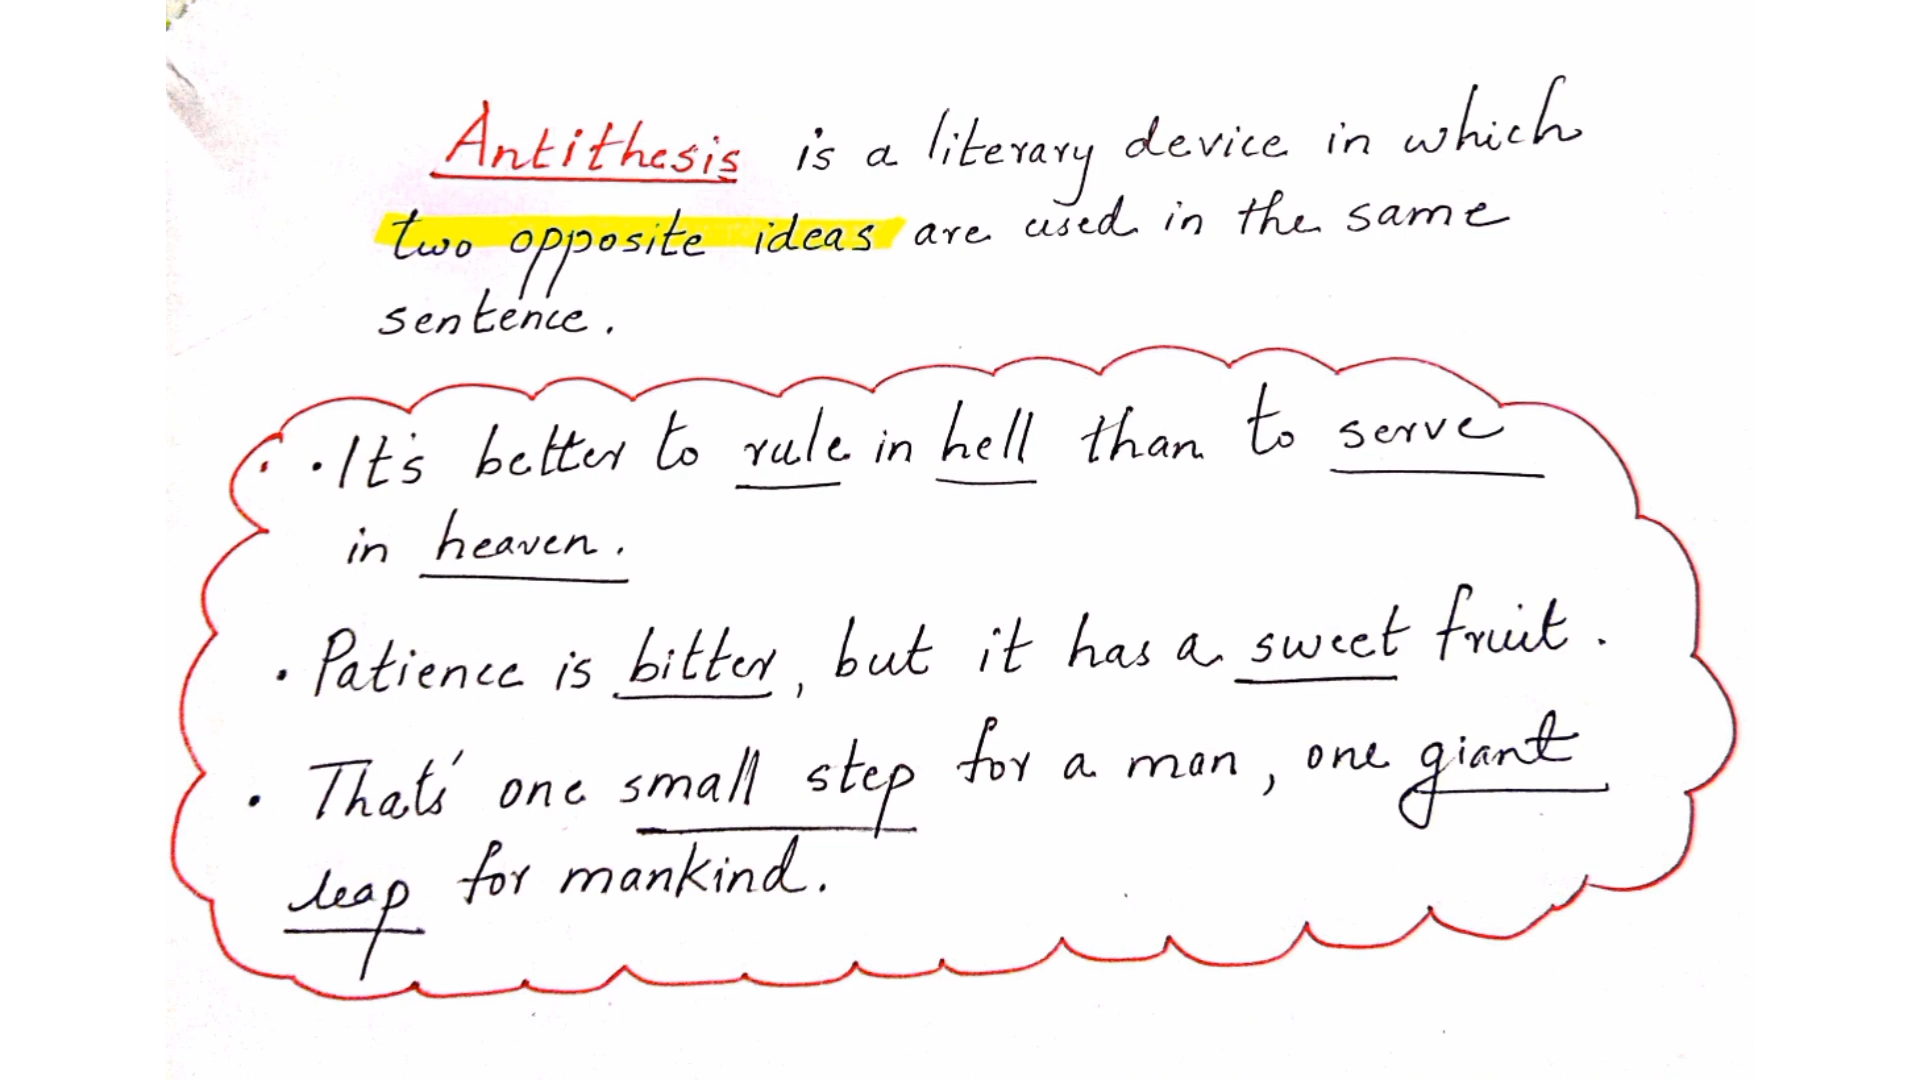 Antithesis is a literary device in which
two opposite ideas are used in the same
sentence.
• It's better to rule in hell than to serve
in heaven.
• Patience is bitter, but it has a sweet fruit.
• That's one small step for a man, one giant
leap for mankind.